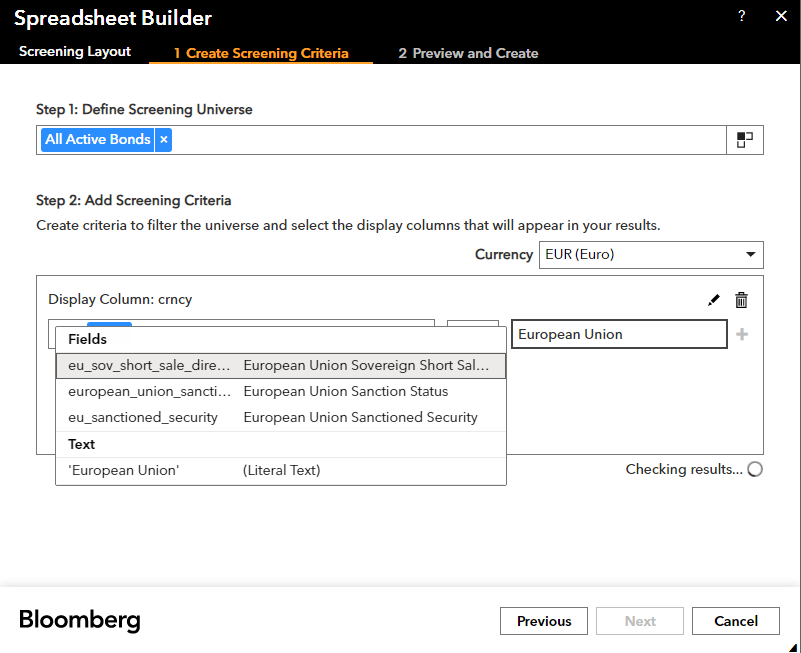 Spreadsheet Builder
?
Screening Layout
1 Create Screening Criteria
2 Preview and Create
Step 1: Define Screening Universe
All Active Bonds ×
Step 2: Add Screening Criteria
Create criteria to filter the universe and select the display columns that will appear in your results.
Currency EUR (Euro)
Display Column: crncy
European Union
Fields
eu_sov_short_sale_dire... European Union Sovereign Short Sal...
european_union_sancti... European Union Sanction Status
eu_sanctioned_security European Union Sanctioned Security
Text
'European Union' (Literal Text)
Checking results...
Bloomberg
Previous
Next
Cancel